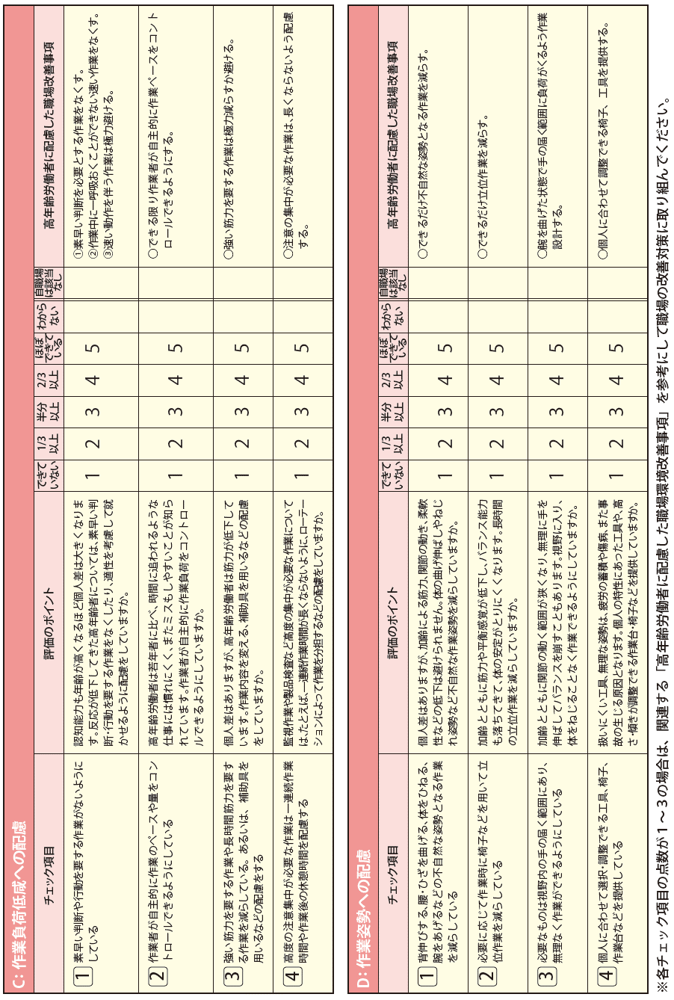 C: 作業負荷低減への配慮
チェック項目
評価のポイント
できて
いない
1/3
以上
半分
以上
2/3
以上
ほぼ
できて
いる
わから
ない
自職場
は該当
なし
高年齢労働者に配慮した職場改善事項
1
素早い判断や行動を要する作業がないように
している
認知能力も年齢が高くなるほど個人差は大きくなりま
す。反応が低下してきた高年齢者については、素早い判
断・行動を要する作業をなくしたり、適性を考慮して就
かせるように配慮をしていますか。
1 2 3 4 5
①素早い判断を必要とする作業をなくす。
②作業中に一呼吸おくことができない速い作業をなくす。
③速い動作を伴う作業は極力避ける。
2
作業者が自主的に作業のペースや量をコン
トロールできるようにしている
高年齢労働者は若年者に比べ、時間に追われるような
仕事には慣れにくく、またミスもしやすいことが知ら
れています。作業者が自主的に作業負荷をコントロー
ルできるようにしていますか。
1 2 3 4 5
○できる限り作業者が自主的に作業ペースをコント
ロールできるようにする。
3
強い筋力を要する作業や長時間筋力を要す
る作業を減らしている。あるいは、補助具を
用いるなどの配慮をする
個人差はありますが、高年齢労働者は筋力が低下して
います。作業内容を変える、補助具を用いるなどの配慮
をしていますか。
1 2 3 4 5
○強い筋力を要する作業は極力減らすか避ける。
4
高度の注意集中が必要な作業は一連続作業
時間や作業後の休憩時間を配慮する
監視作業や製品検査など高度の集中が必要な作業について
は、たとえば、一連続作業時間が長くならないように、ローテー
ションによって作業を分担するなどの配慮をしていますか。
1 2 3 4 5
○注意の集中が必要な作業は、長くならないよう配慮
する。
D: 作業姿勢への配慮
チェック項目
評価のポイント
できて
いない
1/3
以上
半分
以上
2/3
以上
ほぼ
できて
いる
わから
ない
自職場
は該当
なし
高年齢労働者に配慮した職場改善事項
1
背伸びする、腰・ひざを曲げる、体をひねる、
腕をあげるなどの不自然な姿勢となる作業
を減らしている
個人差はありますが、加齢による筋力、関節の動き、柔軟
性などの低下は避けられません。体の曲げ伸ばしやねじ
れ姿勢など不自然な作業姿勢を減らしていますか。
1 2 3 4 5
○できるだけ不自然な姿勢となる作業を減らす。
2
必要に応じて作業時に椅子などを用いて立
位作業を減らしている
加齢とともに筋力や平衡感覚が低下し、バランス能力
も落ちてきて、体の安定がとりにくくなります。長時間
の立位作業を減らしていますか。
1 2 3 4 5
○できるだけ立位作業を減らす。
3
必要なものは視野内の手の届く範囲にあり、
無理なく作業ができるようにしている
加齢とともに関節の動く範囲が狭くなり、無理に手を
伸ばしてバランスを崩すこともあります。視野に入り、
体をねじることなく作業できるようにしていますか。
1 2 3 4 5
○腕を曲げた状態で手の届く範囲に負荷がくるよう作業
設計する。
4
個人に合わせて選択・調整できる工具、椅子、
作業台などを提供している
扱いにくい工具、無理な姿勢は、疲労の蓄積や傷病、また事
故の生じる原因となります。個人の特性にあった工具や、高
さ・傾きが調整できる作業台・椅子などを提供していますか。
1 2 3 4 5
○個人に合わせて調整できる椅子、工具を提供する。
※各チェック項目の点数が１～３の場合は、関連する「高年齢労働者に配慮した職場環境改善事項」を参考にして職場の改善対策に取り組んでください。